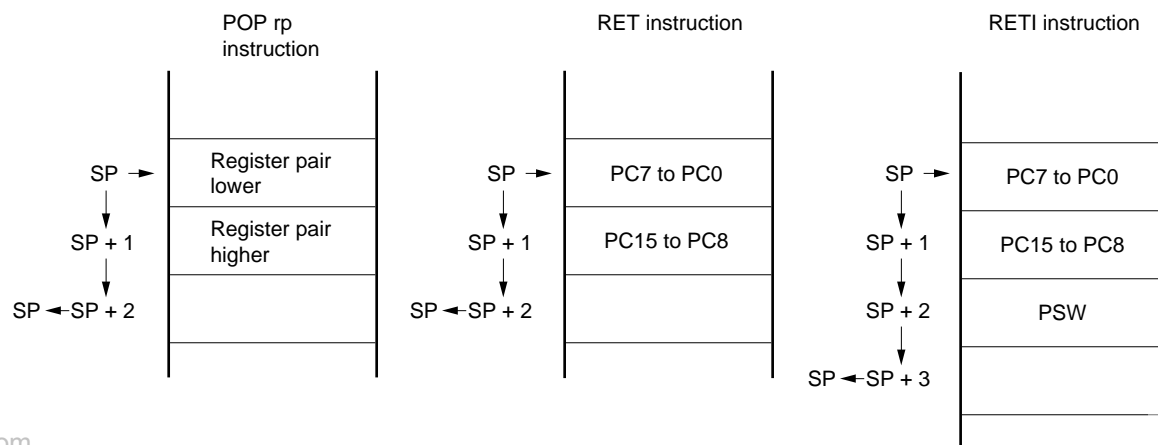 POP rp
instruction
SP
Register pair
lower
SP + 1
Register pair
higher
SP SP + 2
RET instruction
SP
PC7 to PC0
SP + 1
PC15 to PC8
SP SP + 2
RETI instruction
SP
PC7 to PC0
SP + 1
PC15 to PC8
SP + 2
PSW
SP SP + 3
om